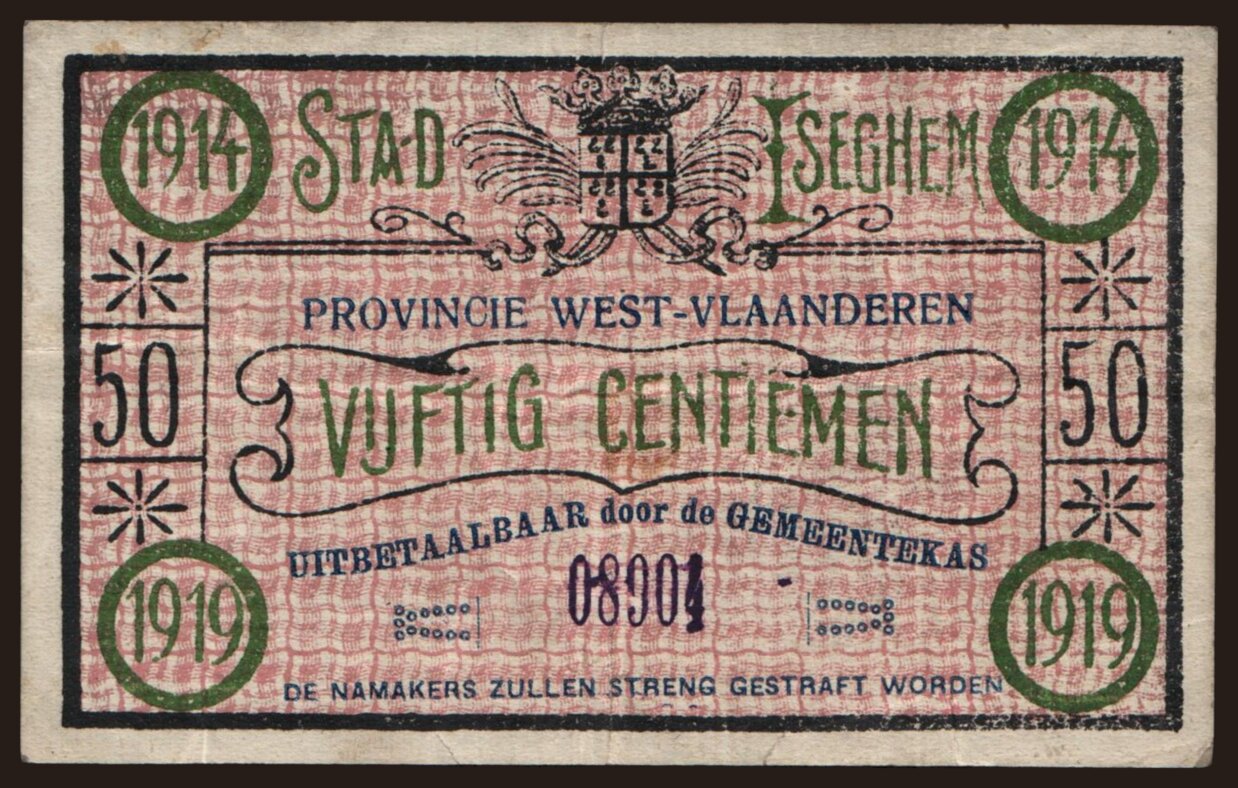 1914 STAD ISEGHEM 1914
PROVINCIE WEST-VLAANDEREN
50 VIJFTIG CENTIEMEN 50
UITBETAALBAAR door de GEMEENTEKAS
1919 1919
DE NAMAKERS ZULLEN STRENG GESTRAFT WORDEN